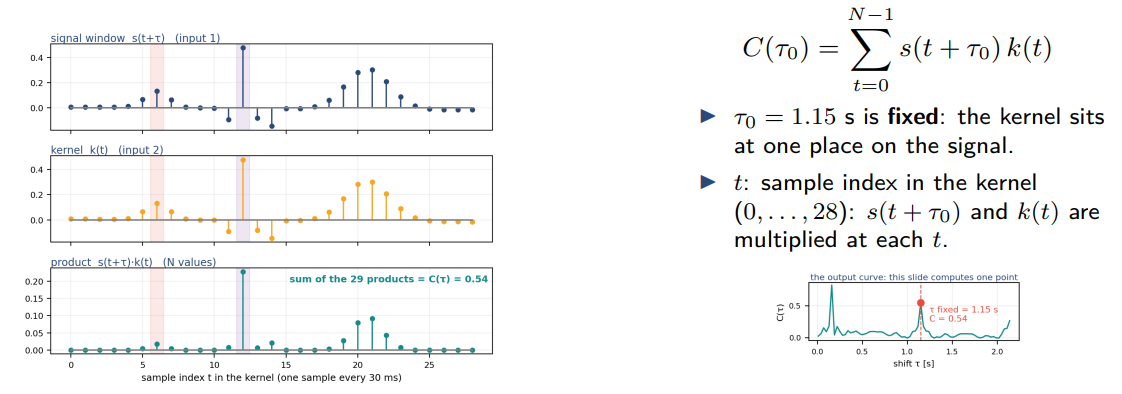 signal window s(t+τ) (input 1)
0.4
0.2
0.0
kernel k(t) (input 2)
0.4
0.2
0.0
product s(t+τ)·k(t) (N values)
sum of the 29 products = C(τ) = 0.54
0.20
0.15
0.10
0.05
0.00
0 5 10 15 20 25
sample index t in the kernel (one sample every 30 ms)
C(τ₀) = ∑_{t=0}^{N−1} s(t + τ₀) k(t)
▶ τ₀ = 1.15 s is fixed: the kernel sits
at one place on the signal.
▶ t: sample index in the kernel
(0, . . . , 28): s(t + τ₀) and k(t) are
multiplied at each t.
the output curve: this slide computes one point
C(τ)
0.5
0.0
τ fixed = 1.15 s
C = 0.54
0.0 0.5 1.0 1.5 2.0
shift τ [s]